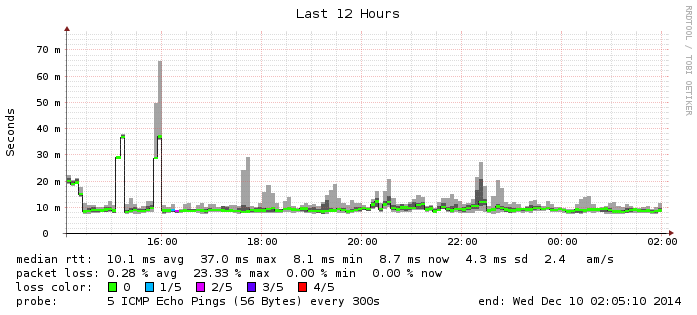 Last 12 Hours
RRDTOOL / TOBI OETIKER
Seconds
70 m
60 m
50 m
40 m
30 m
20 m
10 m
0
16:00 18:00 20:00 22:00 00:00 02:00
median rtt: 10.1 ms avg 37.0 ms max 8.1 ms min 8.7 ms now 4.3 ms sd 2.4 am/s
packet loss: 0.28 % avg 23.33 % max 0.00 % min 0.00 % now
loss color: 0 1/5 2/5 3/5 4/5
probe: 5 ICMP Echo Pings (56 Bytes) every 300s end: Wed Dec 10 02:05:10 2014